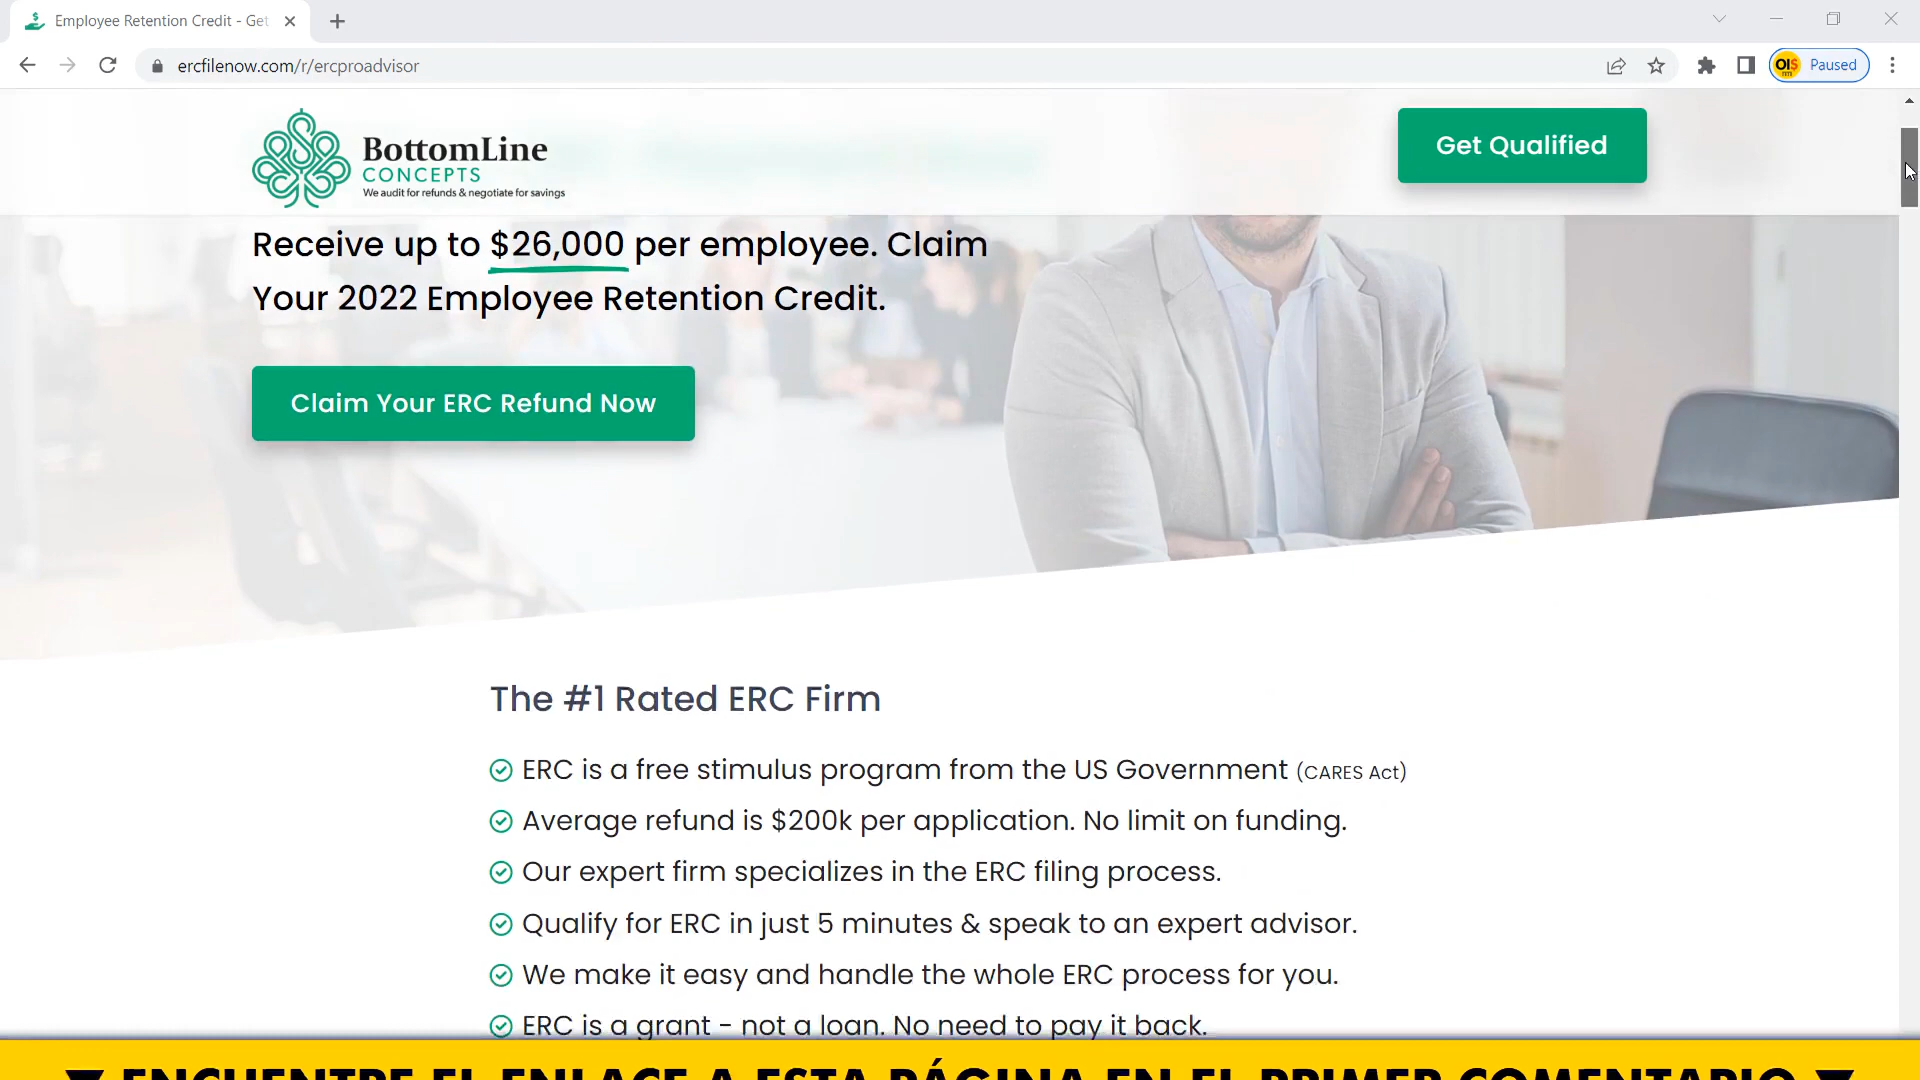 Employee Retention Credit - Get
ercfilenow.com/r/ercproadvisor
OI$
Paused
BottomLine
CONCEPTS
We audit for refunds & negotiate for savings
Get Qualified
Receive up to $26,000 per employee. Claim
Your 2022 Employee Retention Credit.
Claim Your ERC Refund Now
The #1 Rated ERC Firm
ERC is a free stimulus program from the US Government (CARES Act)
Average refund is $200k per application. No limit on funding.
Our expert firm specializes in the ERC filing process.
Qualify for ERC in just 5 minutes & speak to an expert advisor.
We make it easy and handle the whole ERC process for you.
ERC is a grant - not a loan. No need to pay it back.
ENCUENTRE EL ENLACE A ESTA PÁGINA EN EL PRIMER COMENTARIO